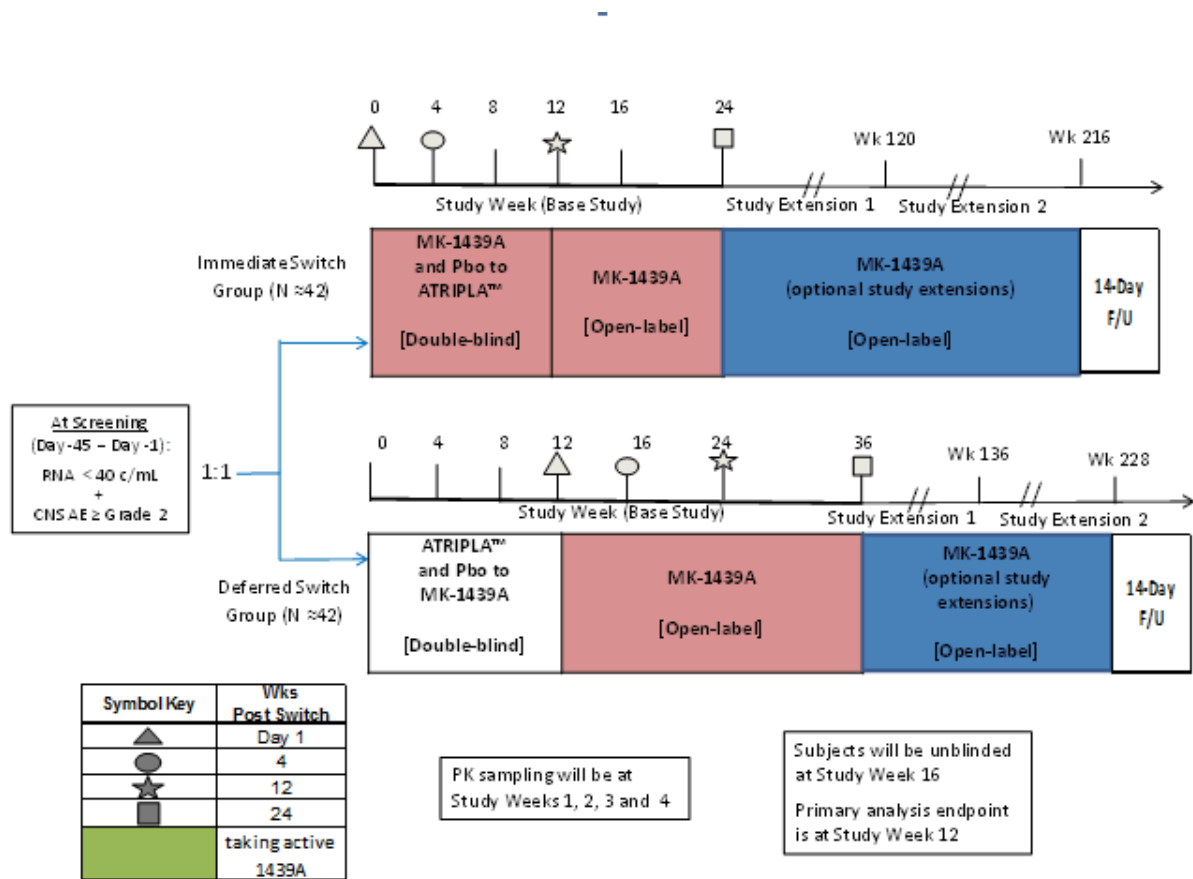 -
0 4 8 12 16 24
Wk 120 Wk 216
Study Week (Base Study) Study Extension 1 Study Extension 2
Immediate Switch
Group (N ≈42)
MK-1439A
and Pbo to
ATRIPLA™
[Double-blind]
MK-1439A
[Open-label]
MK-1439A
(optional study extensions)
[Open-label]
14-Day
F/U
At Screening
(Day-45 – Day-1):
RNA < 40 c/mL
+
CNS AE ≥ Grade 2
1:1
0 4 8 12 16 24 36
Wk 136 Wk 228
Study Week (Base Study) Study Extension 1 Study Extension 2
Deferred Switch
Group (N ≈42)
ATRIPLA™
and Pbo to
MK-1439A
[Double-blind]
MK-1439A
[Open-label]
MK-1439A
(optional study
extensions)
[Open-label]
14-Day
F/U
Symbol Key Wks
Post Switch
Day 1
4
12
24
taking active
1439A
PK sampling will be at
Study Weeks 1, 2, 3 and 4
Subjects will be unblinded
at Study Week 16
Primary analysis endpoint
is at Study Week 12